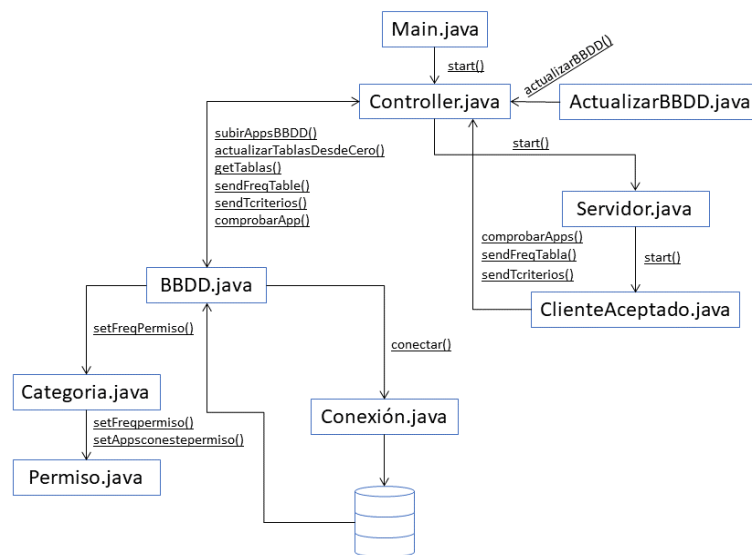 Main.java
start()
actualizarBBDD()
Controller.java
ActualizarBBDD.java
subirAppsBBDD()
actualizarTablasDesdeCero()
getTablas()
sendFreqTable()
sendTcriterios()
comprobarApp()
start()
Servidor.java
comprobarApps()
sendFreqTabla()
sendTcriterios()
start()
BBDD.java
ClienteAceptado.java
setFreqPermiso()
conectar()
Categoria.java
Conexión.java
setFreqpermiso()
setAppsconestepermiso()
Permiso.java